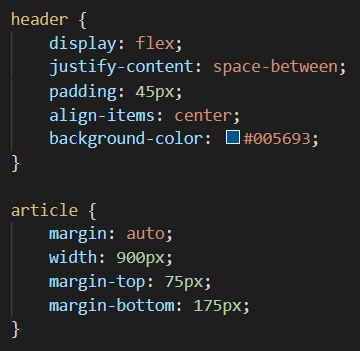 header {
    display: flex;
    justify-content: space-between;
    padding: 45px;
    align-items: center;
    background-color: #005693;
}

article {
    margin: auto;
    width: 900px;
    margin-top: 75px;
    margin-bottom: 175px;
}